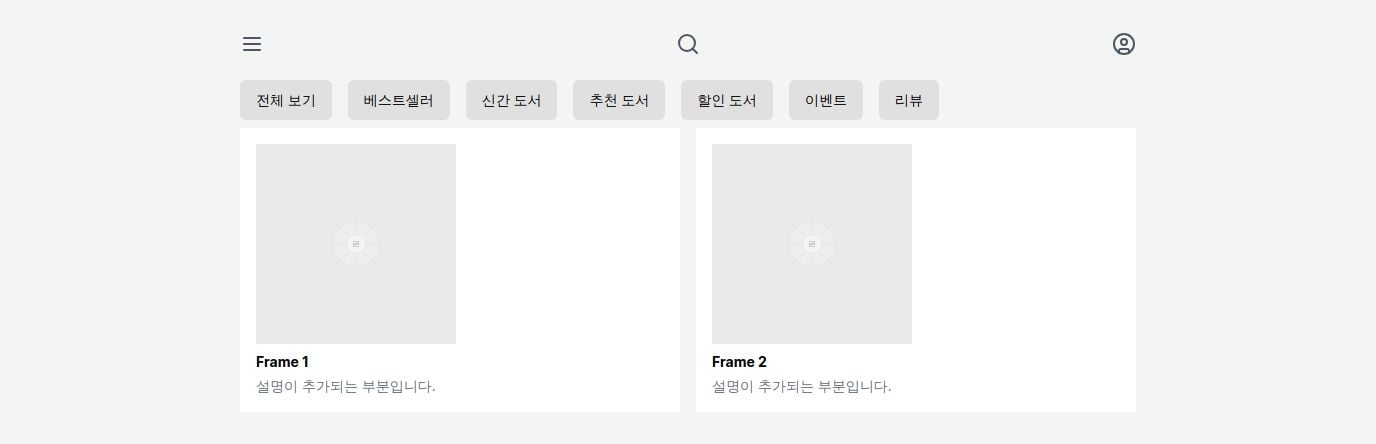 전체 보기 베스트셀러 신간 도서 추천 도서 할인 도서 이벤트 리뷰
Frame 1
설명이 추가되는 부분입니다.
Frame 2
설명이 추가되는 부분입니다.